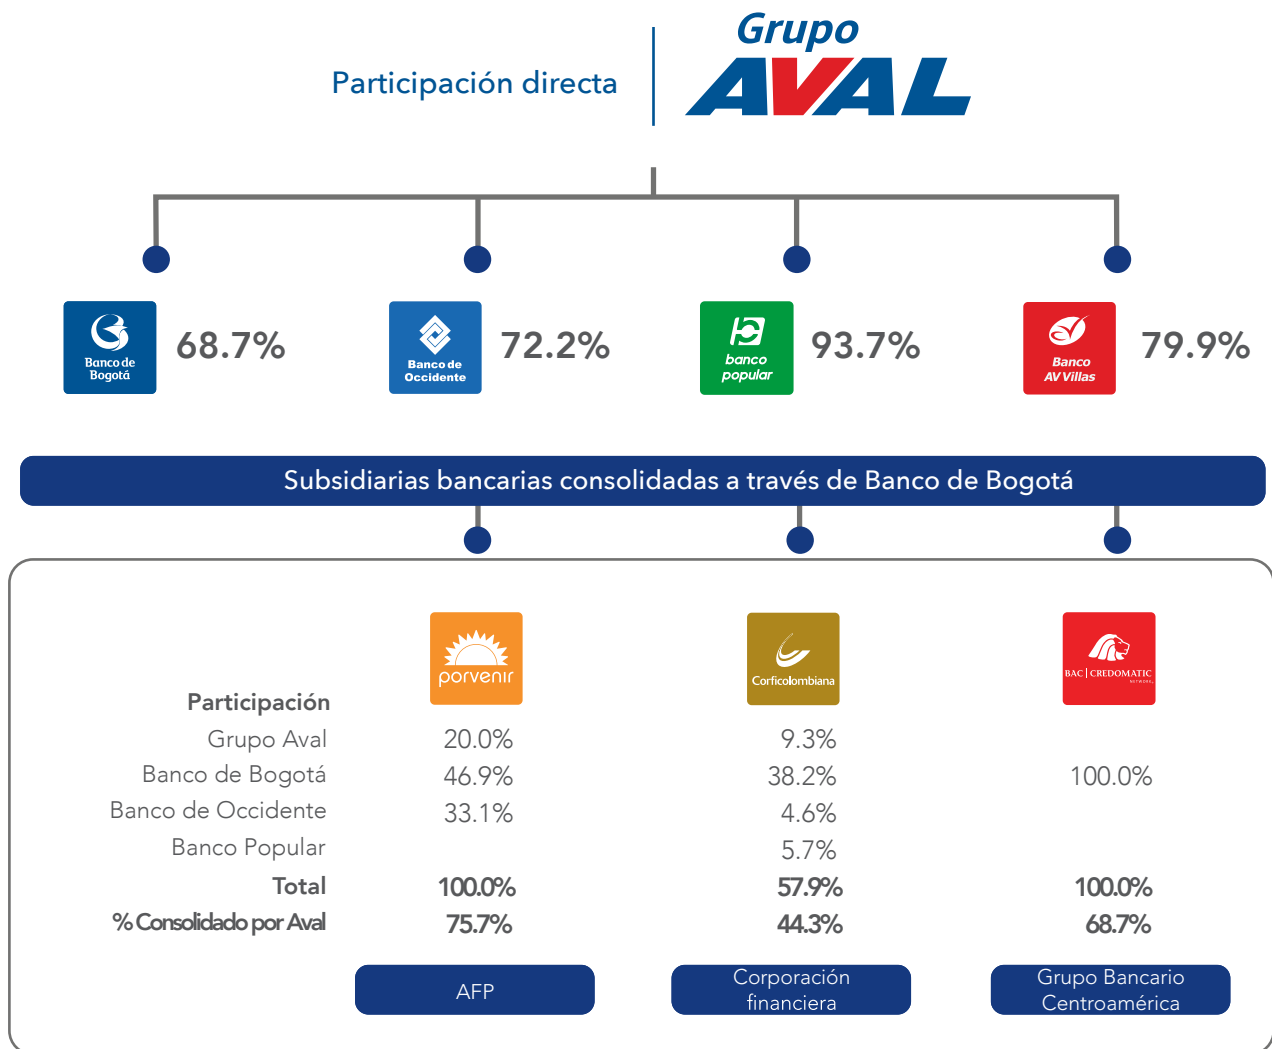 Participación directa
Grupo
AVAL
Banco de
Bogotá
68.7%
Banco de
Occidente
72.2%
banco
popular
93.7%
Banco
AV Villas
79.9%
Subsidiarias bancarias consolidadas a través de Banco de Bogotá
porvenir
Corficolombiana
BAC | CREDOMATIC
NETWORK
Participación
Grupo Aval 20.0% 9.3%
Banco de Bogotá 46.9% 38.2% 100.0%
Banco de Occidente 33.1% 4.6%
Banco Popular 5.7%
Total 100.0% 57.9% 100.0%
% Consolidado por Aval 75.7% 44.3% 68.7%
AFP
Corporación
financiera
Grupo Bancario
Centroamérica